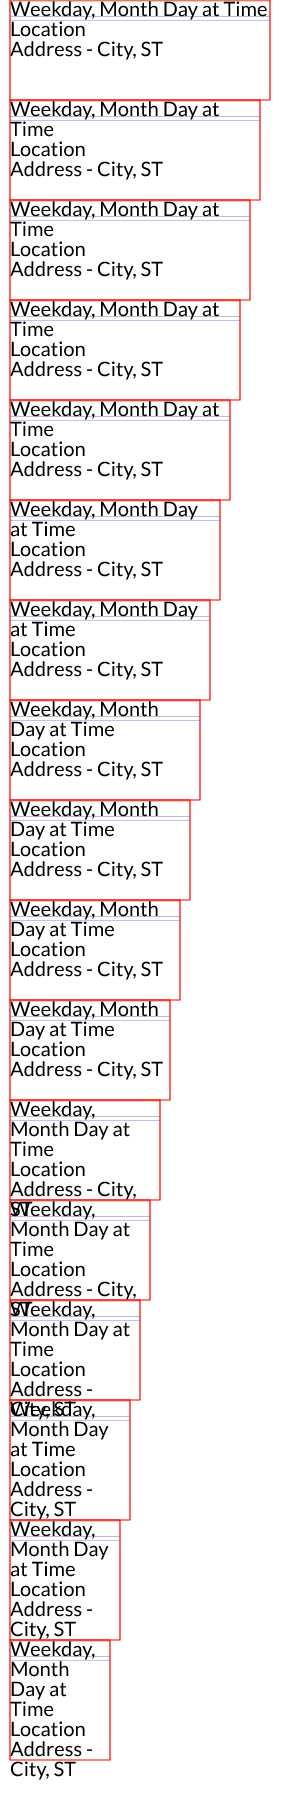 Weekday, Month Day at Time
Location
Address - City, ST
Weekday, Month Day at
Time
Location
Address - City, ST
Weekday, Month Day at
Time
Location
Address - City, ST
Weekday, Month Day at
Time
Location
Address - City, ST
Weekday, Month Day at
Time
Location
Address - City, ST
Weekday, Month Day
at Time
Location
Address - City, ST
Weekday, Month Day
at Time
Location
Address - City, ST
Weekday, Month
Day at Time
Location
Address - City, ST
Weekday, Month
Day at Time
Location
Address - City, ST
Weekday, Month
Day at Time
Location
Address - City, ST
Weekday, Month
Day at Time
Location
Address - City, ST
Weekday,
Month Day at
Time
Location
Address - City,
ST
Weekday,
Month Day at
Time
Location
Address - City,
ST
Weekday,
Month Day at
Time
Location
Address -
City, ST
Weekday,
Month Day
at Time
Location
Address -
City, ST
Weekday,
Month Day
at Time
Location
Address -
City, ST
Weekday,
Month
Day at
Time
Location
Address -
City, ST